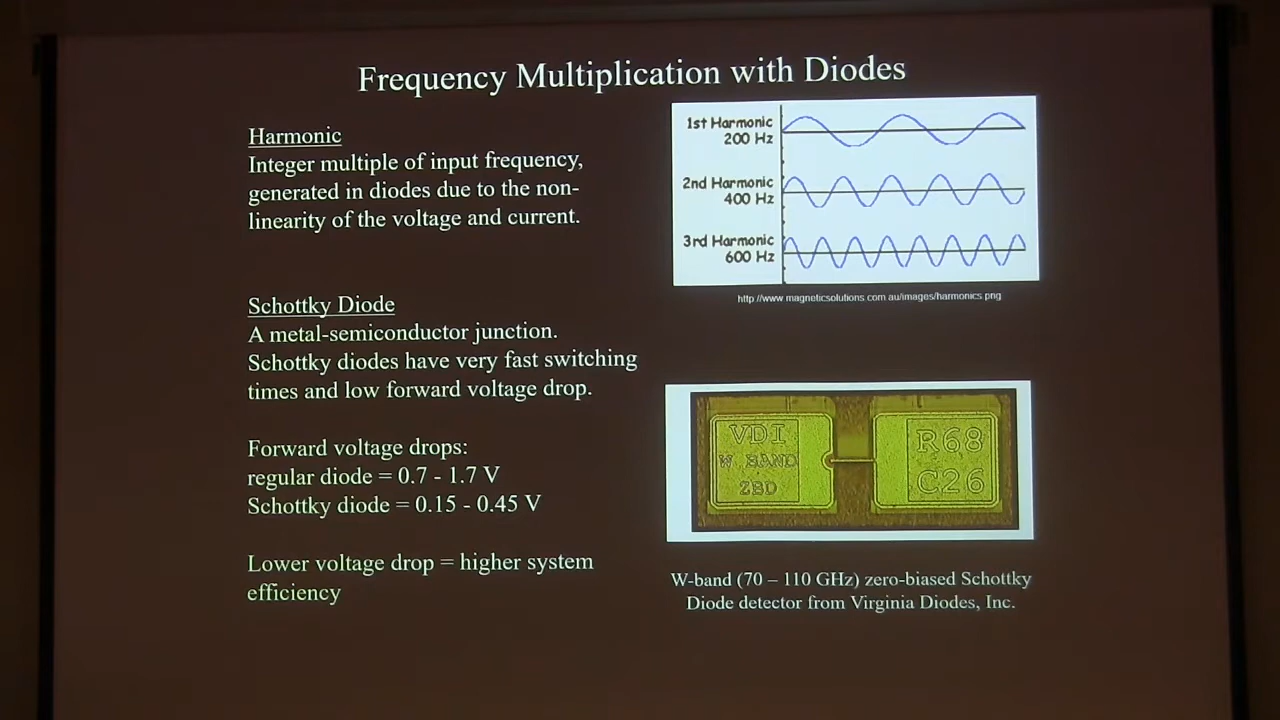 Frequency Multiplication with Diodes
Harmonic
Integer multiple of input frequency,
generated in diodes due to the non-
linearity of the voltage and current.
Schottky Diode
A metal-semiconductor junction.
Schottky diodes have very fast switching
times and low forward voltage drop.
Forward voltage drops:
regular diode = 0.7 - 1.7 V
Schottky diode = 0.15 - 0.45 V
Lower voltage drop = higher system
efficiency
1st Harmonic
200 Hz
2nd Harmonic
400 Hz
3rd Harmonic
600 Hz
http://www magneticsolutions com au/images/harmonics png
VDI
W BAND
ZBD
R68
C26
W-band (70 – 110 GHz) zero-biased Schottky
Diode detector from Virginia Diodes, Inc.